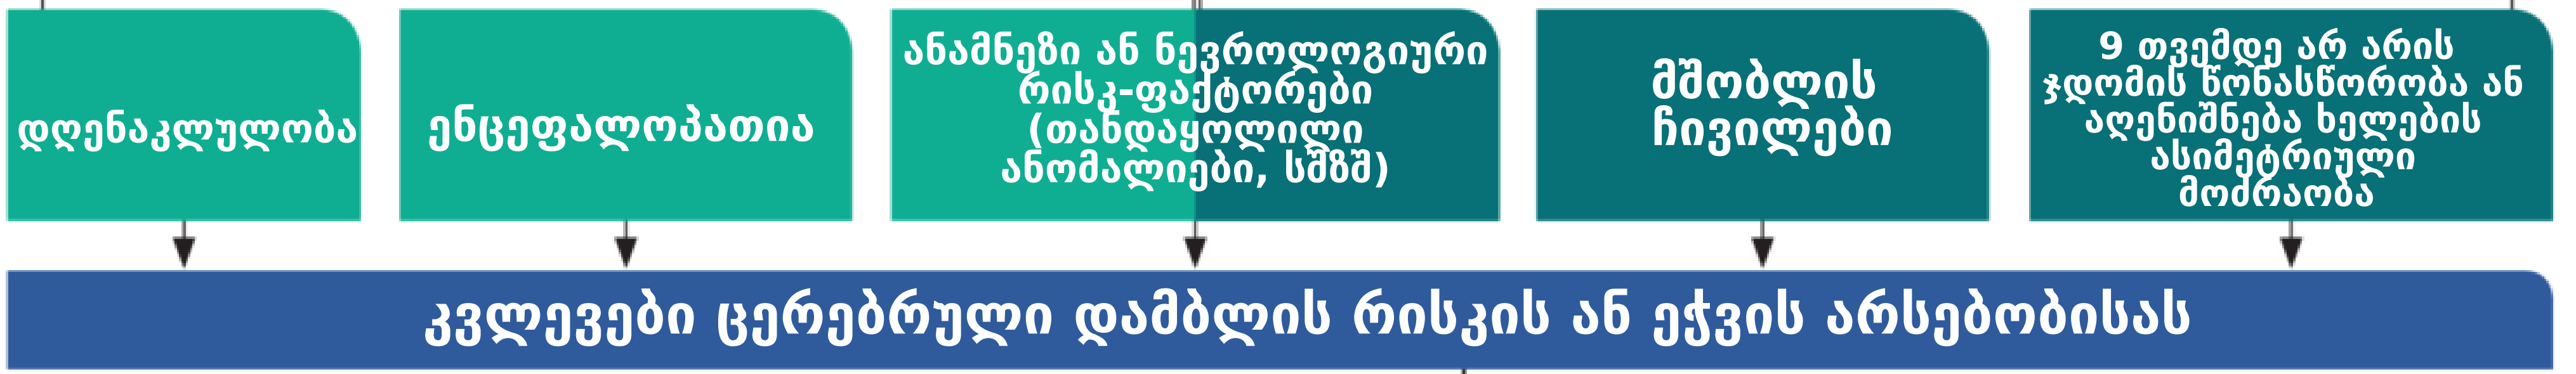 დღენაკლულობა
ენცეფალოპათია
ანამნეზი ან ნევროლოგიური
რისკ-ფაქტორები
(თანდაყოლილი
ანომალიები, სშზშ)
მშობლის
ჩივილები
9 თვემდე არ არის
ჯდომის წონასწორობა ან
აღენიშნება ხელების
ასიმეტრიული
მოძრაობა
კვლევები ცერებრული დამბლის რისკის ან ეჭვის არსებობისას